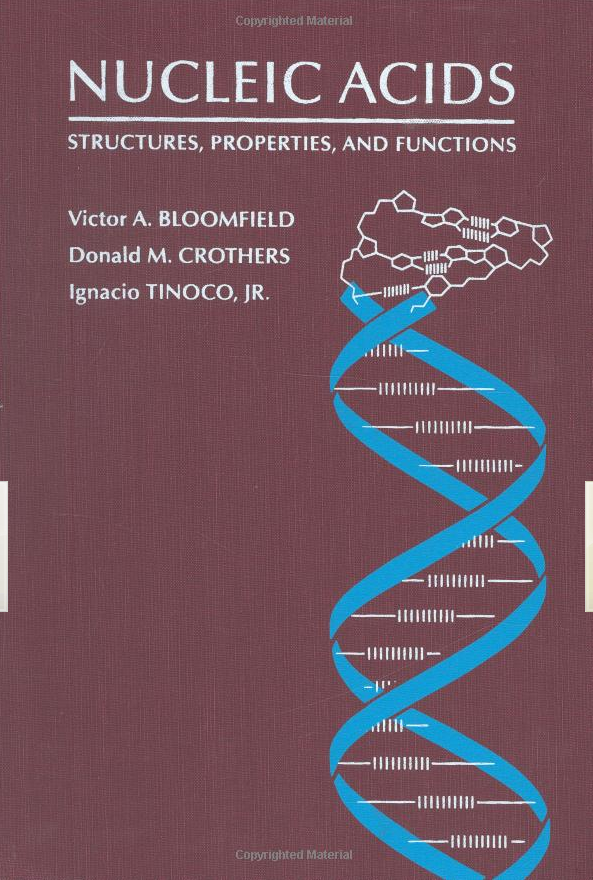 Copyrighted Material
NUCLEIC ACIDS
STRUCTURES, PROPERTIES, AND FUNCTIONS
Victor A. BLOOMFIELD
Donald M. CROTHERS
Ignacio TINOCO, JR.
Copyrighted Material